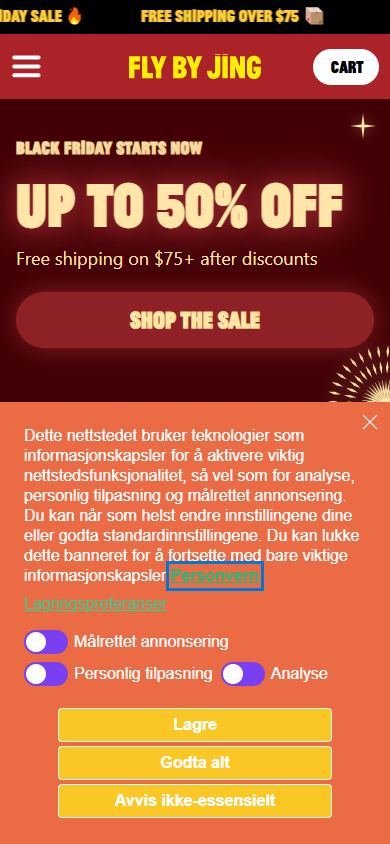 IDAY SALE 🔥 FREE SHIPPING OVER $75 📦
FLY BY JING
CART
BLACK FRIDAY STARTS NOW
UP TO 50% OFF
Free shipping on $75+ after discounts
SHOP THE SALE
Dette nettstedet bruker teknologier som
informasjonskapsler for å aktivere viktig
nettstedsfunksjonalitet, så vel som for analyse,
personlig tilpasning og målrettet annonsering.
Du kan når som helst endre innstillingene dine
eller godta standardinnstillingene. Du kan lukke
dette banneret for å fortsette med bare viktige
informasjonskapsler. Personvern
Lagringspreferanser
Målrettet annonsering
Personlig tilpasning Analyse
Lagre
Godta alt
Avvis ikke-essensielt